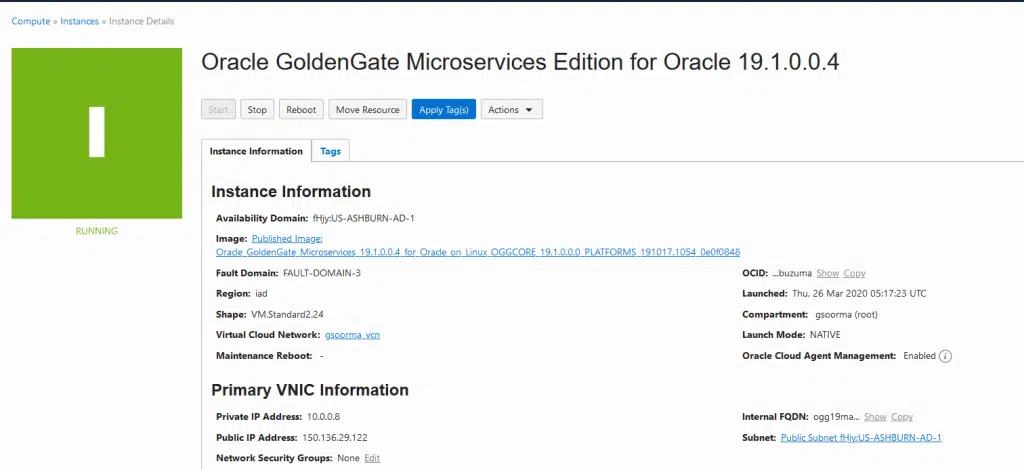 Compute » Instances » Instance Details
Oracle GoldenGate Microservices Edition for Oracle 19.1.0.0.4
Start Stop Reboot Move Resource Apply Tag(s) Actions
Instance Information Tags
Instance Information
Availability Domain: fHjy:US-ASHBURN-AD-1
Image: Published Image:
Oracle_GoldenGate_Microservices_19.1.0.0.4_for_Oracle_on_Linux_OGGCORE_19.1.0.0.0_PLATFORMS_191017.1054_0e0f0848
RUNNING
Fault Domain: FAULT-DOMAIN-3
OCID: ...buzuma Show Copy
Region: iad
Launched: Thu, 26 Mar 2020 05:17:23 UTC
Shape: VM.Standard2.24
Compartment: gsoorma (root)
Virtual Cloud Network: gsoorma_vcn
Launch Mode: NATIVE
Maintenance Reboot: -
Oracle Cloud Agent Management: Enabled i
Primary VNIC Information
Private IP Address: 10.0.0.8
Internal FQDN: ogg19ma... Show Copy
Public IP Address: 150.136.29.122
Subnet: Public Subnet fHjy:US-ASHBURN-AD-1
Network Security Groups: None Edit